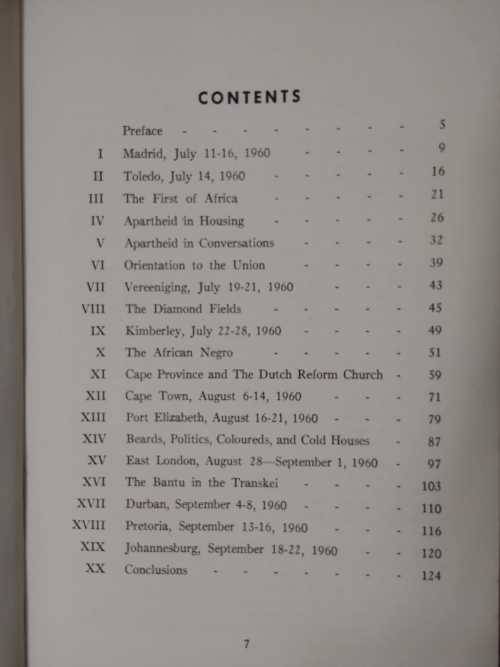 CONTENTS
Preface - - - - - - - - 5
I Madrid, July 11-16, 1960 - - - - 9
II Toledo, July 14, 1960 - - - - - 16
III The First of Africa - - - - - 21
IV Apartheid in Housing - - - - - 26
V Apartheid in Conversations - - - - 32
VI Orientation to the Union - - - - 39
VII Vereeniging, July 19-21, 1960 - - - - 43
VIII The Diamond Fields - - - - - 45
IX Kimberley, July 22-28, 1960 - - - - 49
X The African Negro - - - - - 51
XI Cape Province and The Dutch Reform Church - 59
XII Cape Town, August 6-14, 1960 - - - 71
XIII Port Elizabeth, August 16-21, 1960 - - - 79
XIV Beards, Politics, Coloureds, and Cold Houses - 87
XV East London, August 28—September 1, 1960 - 97
XVI The Bantu in the Transkei - - - - 103
XVII Durban, September 4-8, 1960 - - - - 110
XVIII Pretoria, September 13-16, 1960 - - - 116
XIX Johannesburg, September 18-22, 1960 - - 120
XX Conclusions - - - - - - - 124
7